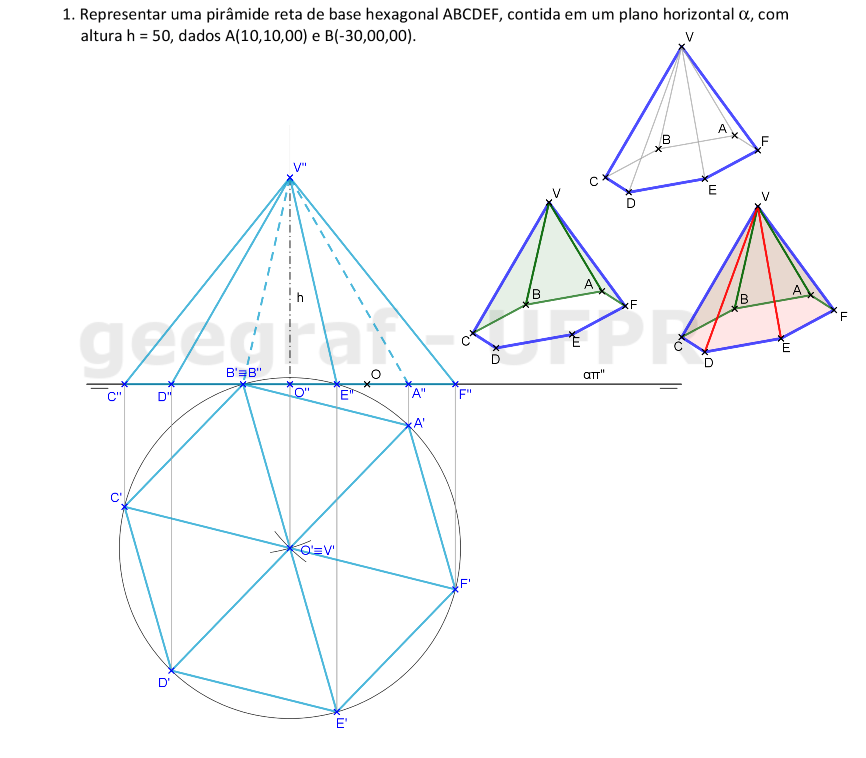 1. Representar uma pirâmide reta de base hexagonal ABCDEF, contida em um plano horizontal α, com
altura h = 50, dados A(10,10,00) e B(-30,00,00).
V
A
B
F
C
D
E
V
V"
V
h
B
A
F
C
D
E
B
A
F
C
D
E
geegraf - UFPR
B'≡B"
O
απ"
C"
D"
O"
E"
A"
F"
A'
C'
O'≡V'
F'
D'
E'